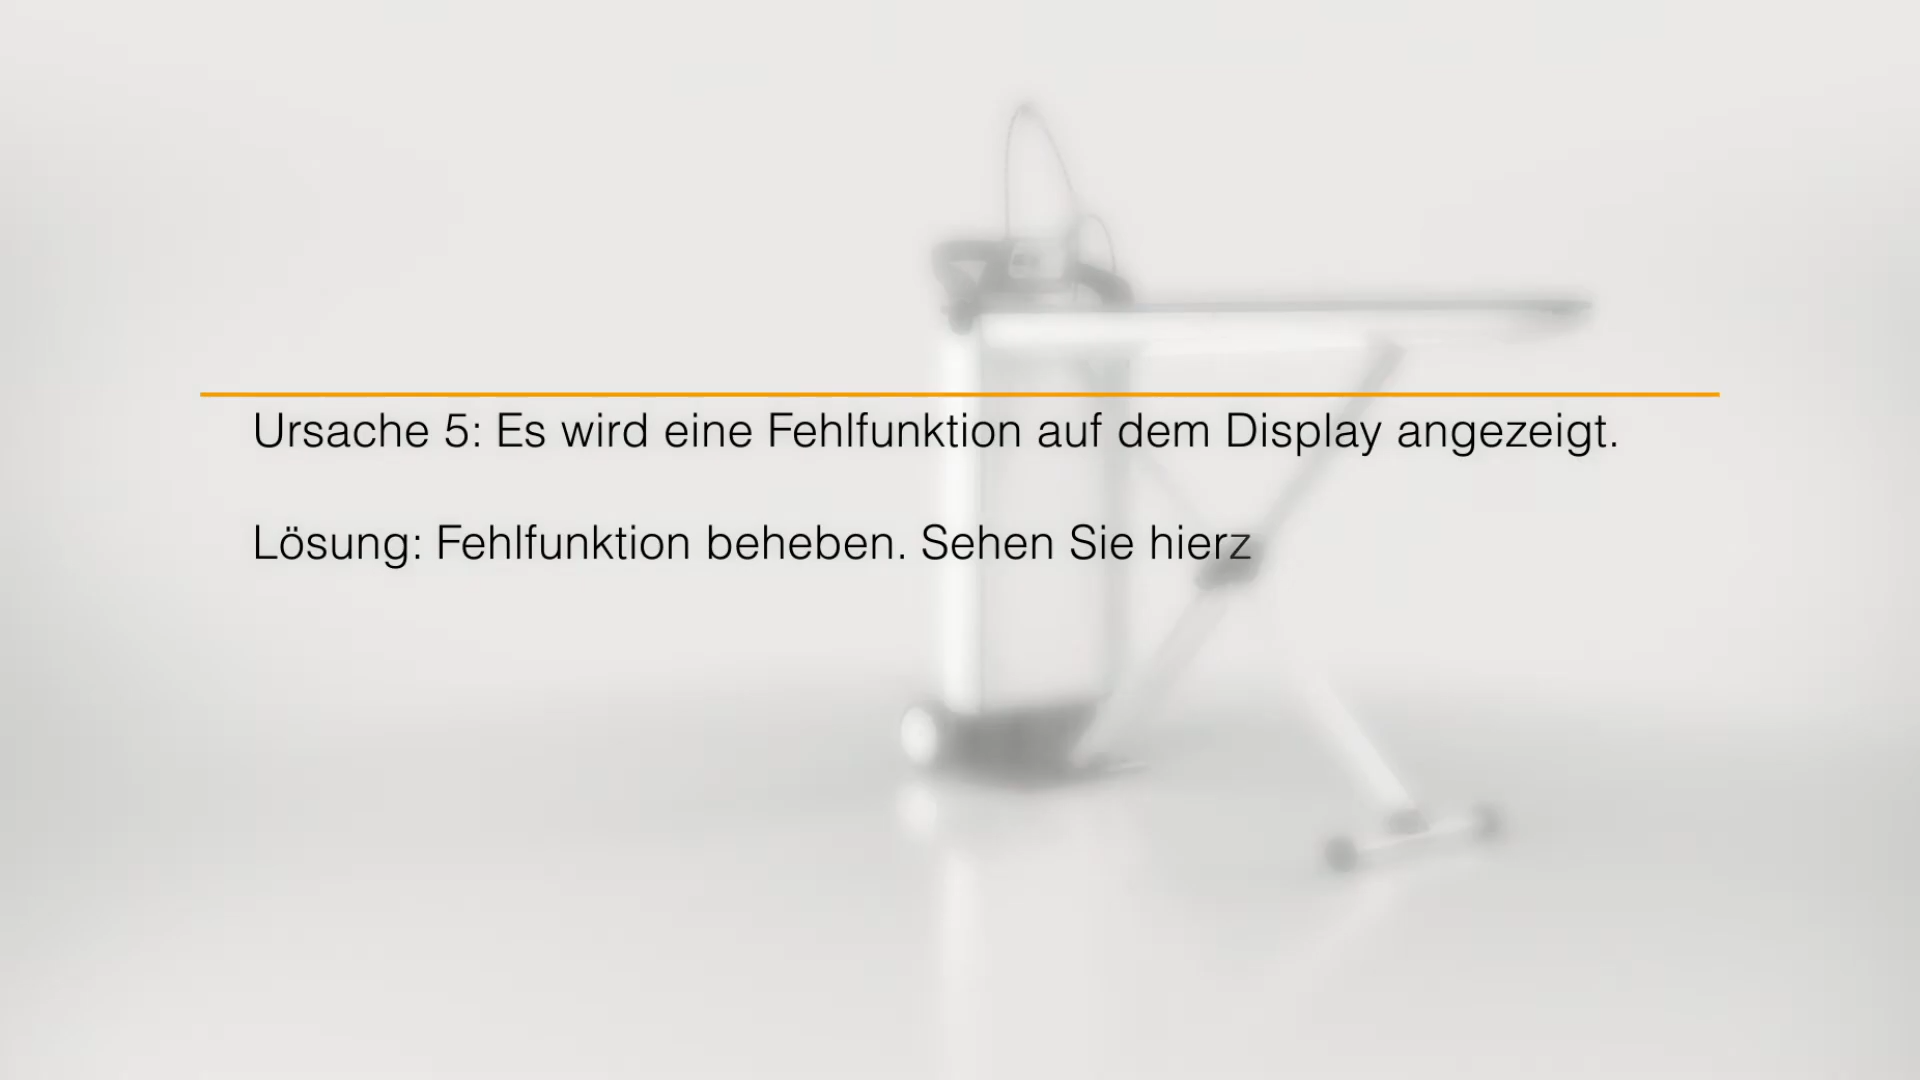 Ursache 5: Es wird eine Fehlfunktion auf dem Display angezeigt.
Lösung: Fehlfunktion beheben. Sehen Sie hierz